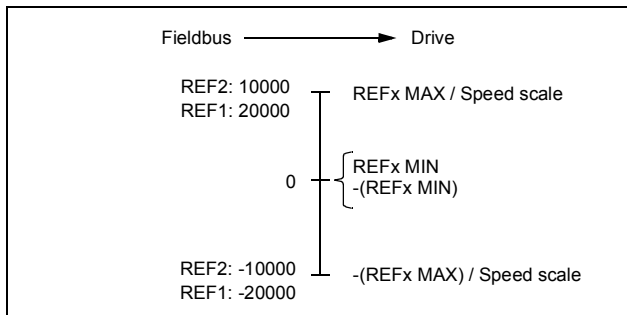 Fieldbus Drive
REF2: 10000
REF1: 20000
REFx MAX / Speed scale
0
REFx MIN
-(REFx MIN)
REF2: -10000
REF1: -20000
-(REFx MAX) / Speed scale